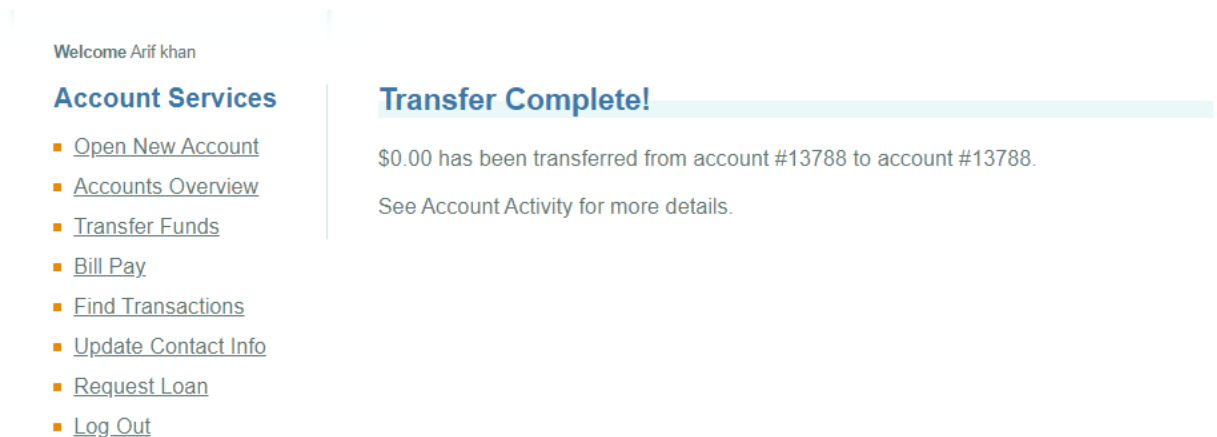 Welcome Arif khan
Account Services
Open New Account
Accounts Overview
Transfer Funds
Bill Pay
Find Transactions
Update Contact Info
Request Loan
Log Out
Transfer Complete!
$0.00 has been transferred from account #13788 to account #13788.
See Account Activity for more details.